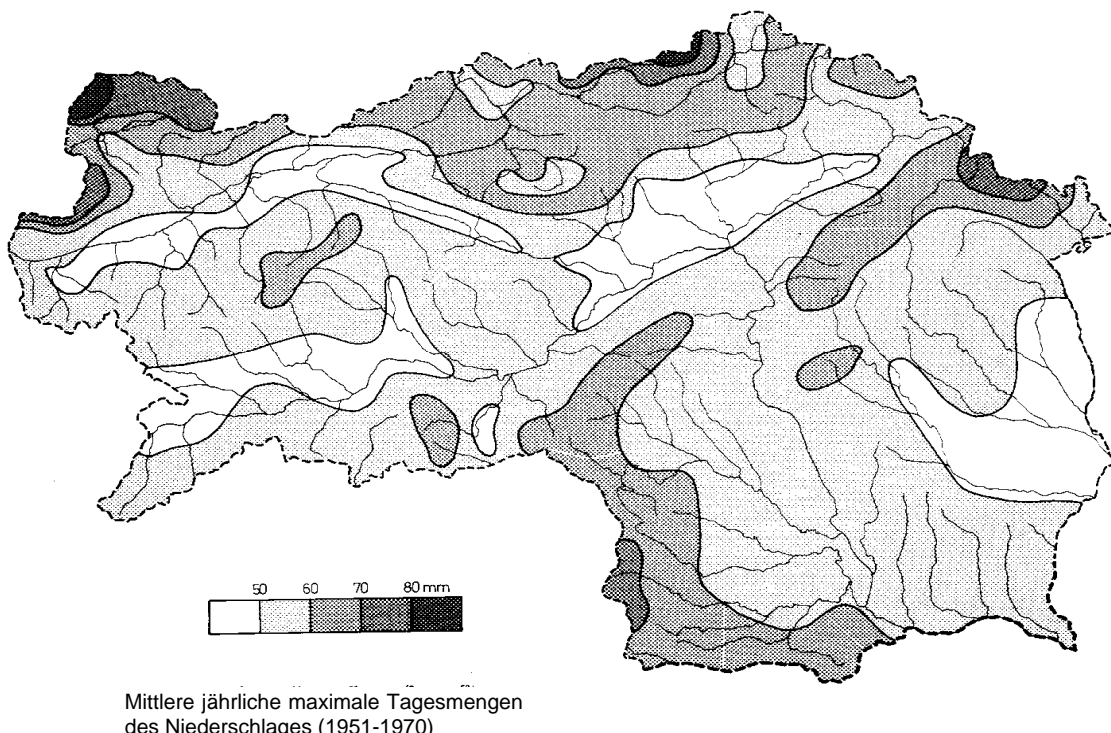 50 60 70 80 mm
Mittlere jährliche maximale Tagesmengen
des Niederschlages (1951-1970)